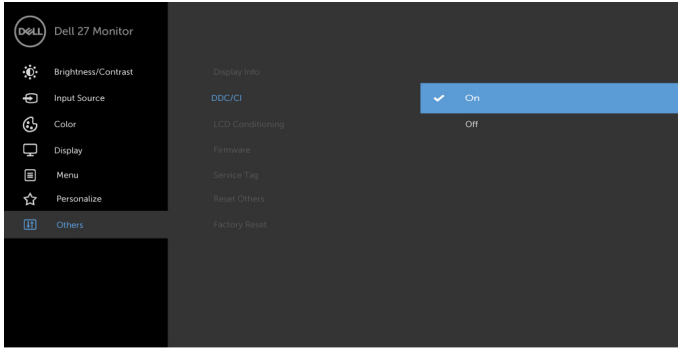 DELL
Dell 27 Monitor
Brightness/Contrast
Input Source
Color
Display
Menu
Personalize
Others
Display Info
DDC/CI
LCD Conditioning
Firmware
Service Tag
Reset Others
Factory Reset
On
Off